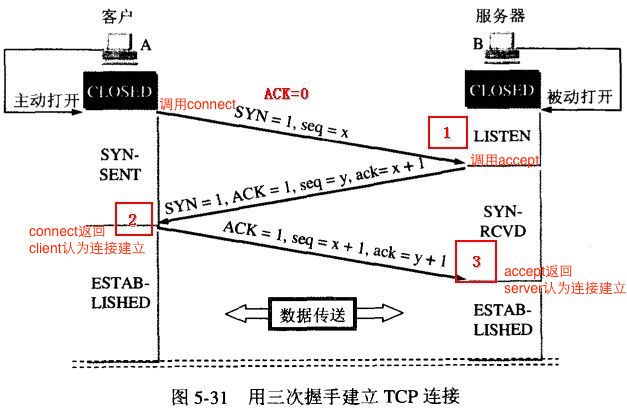 客户
服务器
A
B
CLOSED
CLOSED
主动打开
被动打开
调用connect
ACK=0
SYN = 1, seq = x
1
LISTEN
调用accept
SYN-
SENT
SYN = 1, ACK = 1, seq = y, ack= x + 1
2
SYN-
RCVD
connect返回
client认为连接建立
ACK = 1, seq = x + 1, ack = y + 1
3
accept返回
server认为连接建立
ESTAB-
LISHED
ESTAB-
LISHED
数据传送
图 5-31 用三次握手建立 TCP 连接